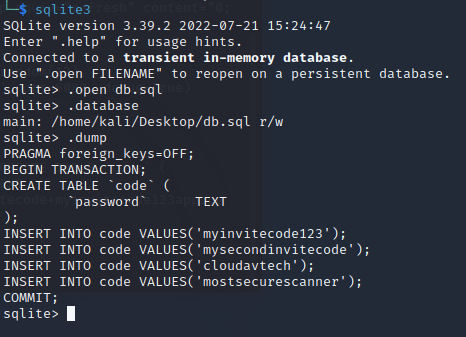 └─$ sqlite3
SQLite version 3.39.2 2022-07-21 15:24:47
Enter ".help" for usage hints.
Connected to a transient in-memory database.
Use ".open FILENAME" to reopen on a persistent database.
sqlite> .open db.sql
sqlite> .database
main: /home/kali/Desktop/db.sql r/w
sqlite> .dump
PRAGMA foreign_keys=OFF;
BEGIN TRANSACTION;
CREATE TABLE `code` (
`password` TEXT
);
INSERT INTO code VALUES('myinvitecode123');
INSERT INTO code VALUES('mysecondinvitecode');
INSERT INTO code VALUES('cloudavtech');
INSERT INTO code VALUES('mostsecurescanner');
COMMIT;
sqlite>